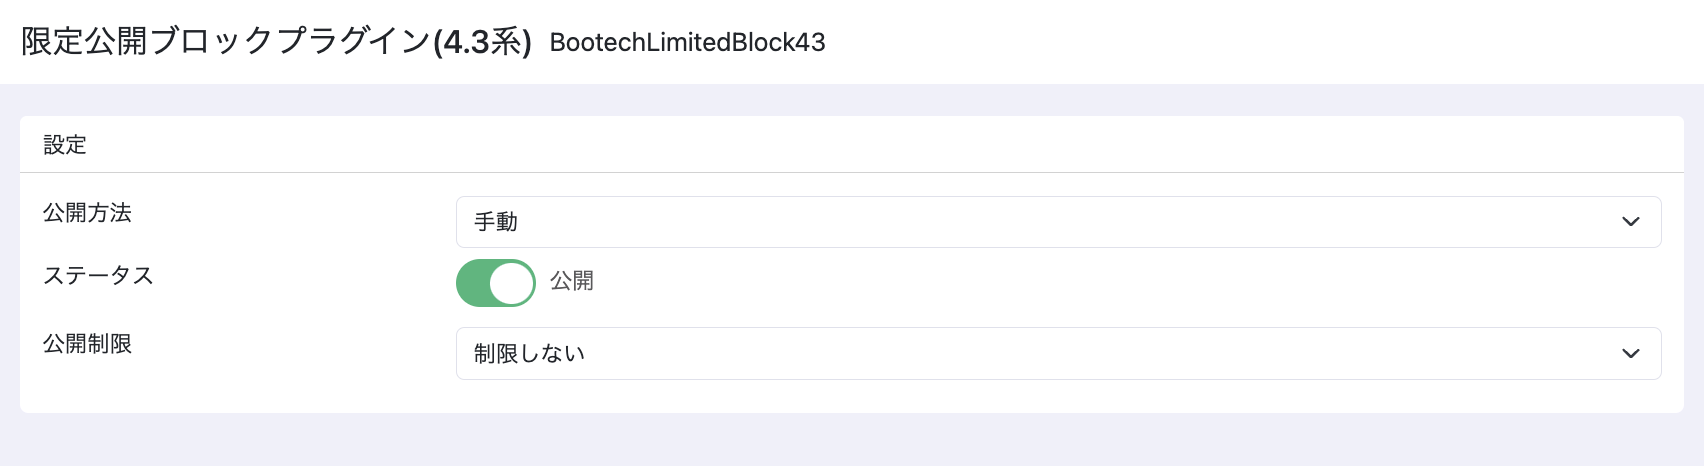 限定公開ブロックプラグイン(4.3系) BootechLimitedBlock43
設定
公開方法 手動
ステータス 公開
公開制限 制限しない